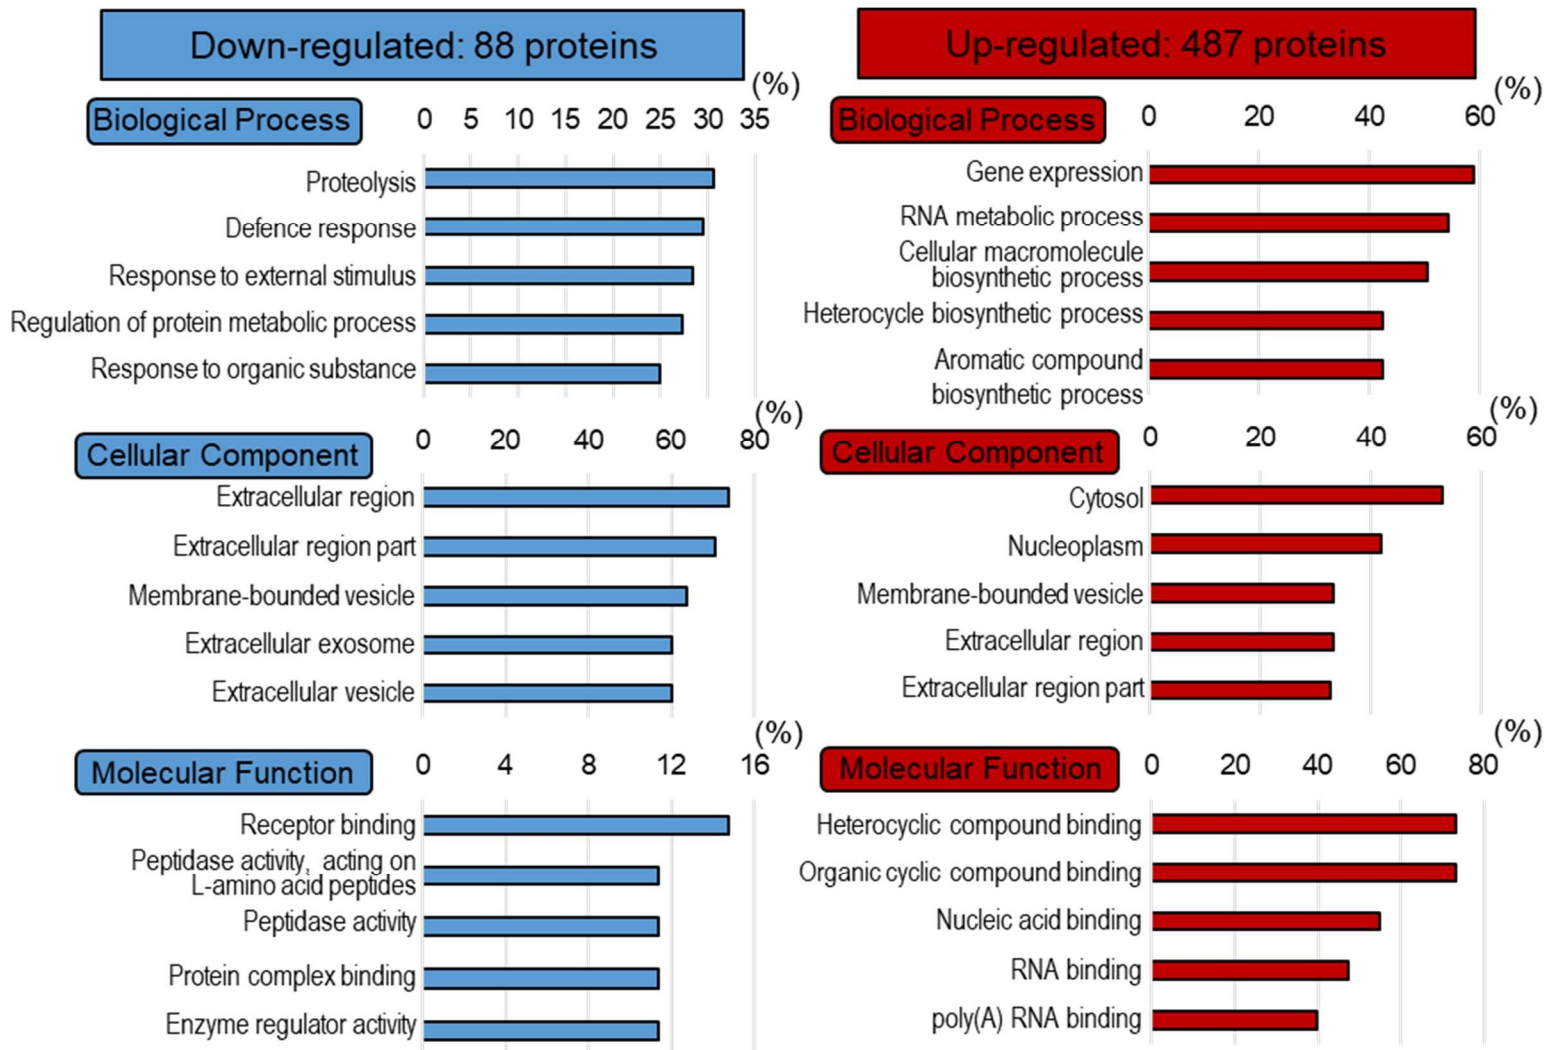 Down-regulated: 88 proteins
(%)
Biological Process
0 5 10 15 20 25 30 35
Proteolysis
Defence response
Response to external stimulus
Regulation of protein metabolic process
Response to organic substance
(%)
Cellular Component
0 20 40 60 80
Extracellular region
Extracellular region part
Membrane-bounded vesicle
Extracellular exosome
Extracellular vesicle
(%)
Molecular Function
0 4 8 12 16
Receptor binding
Peptidase activity, acting on
L-amino acid peptides
Peptidase activity
Protein complex binding
Enzyme regulator activity
Up-regulated: 487 proteins
(%)
Biological Process
0 20 40 60
Gene expression
RNA metabolic process
Cellular macromolecule
biosynthetic process
Heterocycle biosynthetic process
Aromatic compound
biosynthetic process
(%)
Cellular Component
0 20 40 60
Cytosol
Nucleoplasm
Membrane-bounded vesicle
Extracellular region
Extracellular region part
(%)
Molecular Function
0 20 40 60 80
Heterocyclic compound binding
Organic cyclic compound binding
Nucleic acid binding
RNA binding
poly(A) RNA binding